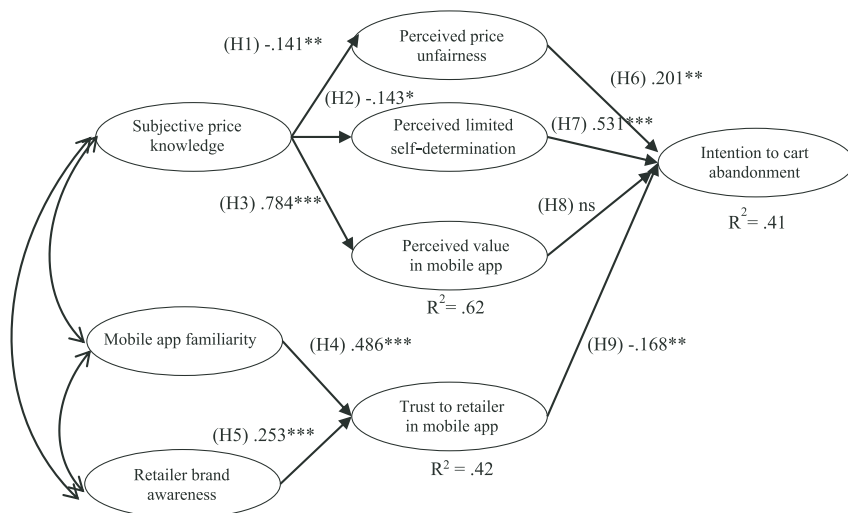 (H1) -.141**
Perceived price
unfairness
(H6) .201**
(H2) -.143*
Subjective price
knowledge
Perceived limited
self-determination
(H7) .531***
Intention to cart
abandonment
R² = .41
(H3) .784***
(H8) ns
Perceived value
in mobile app
R² = .62
Mobile app familiarity
(H4) .486***
(H9) -.168**
Trust to retailer
in mobile app
R² = .42
(H5) .253***
Retailer brand
awareness